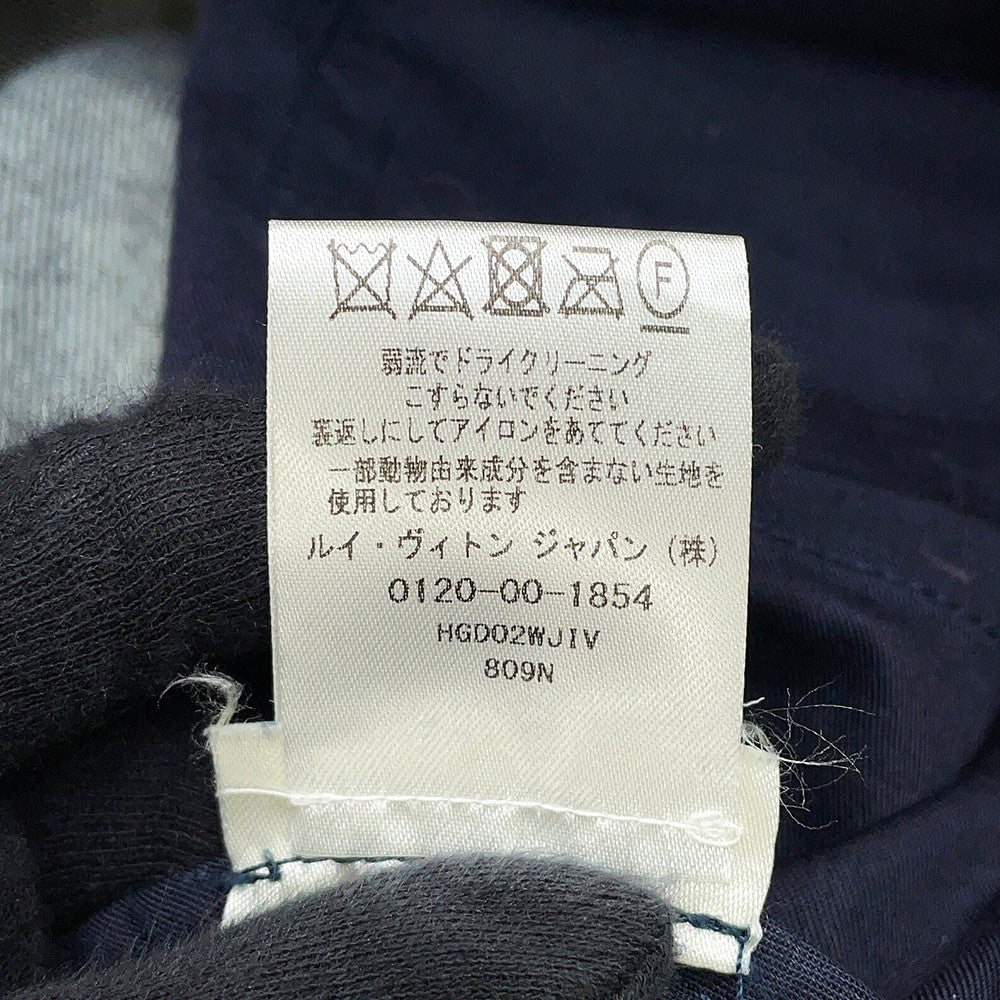 F
弱流でドライクリーニング
こすらないでください
裏返しにしてアイロンをあててください
一部動物由来成分を含まない生地を
使用しております
ルイ・ヴィトン ジャパン (株)
0120-00-1854
HGD02WJIV
809N